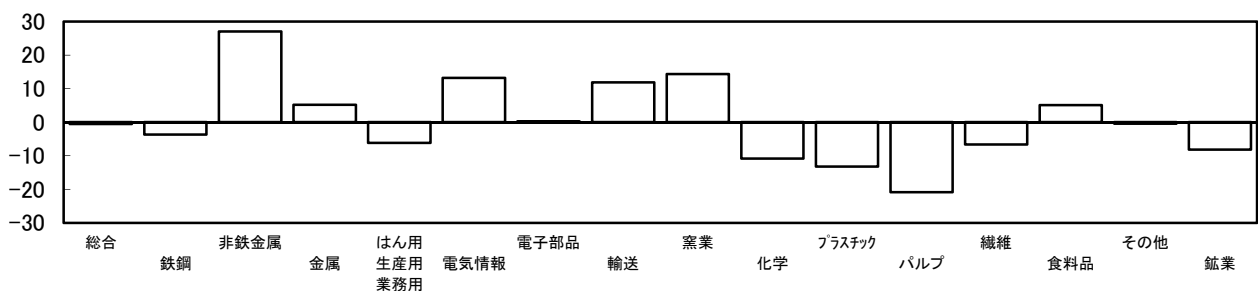 30
20
10
0
-10
-20
-30
総合
鉄鋼
非鉄金属
金属
はん用
生産用
業務用
電気情報
電子部品
輸送
窯業
化学
プラスチック
パルプ
繊維
食料品
その他
鉱業